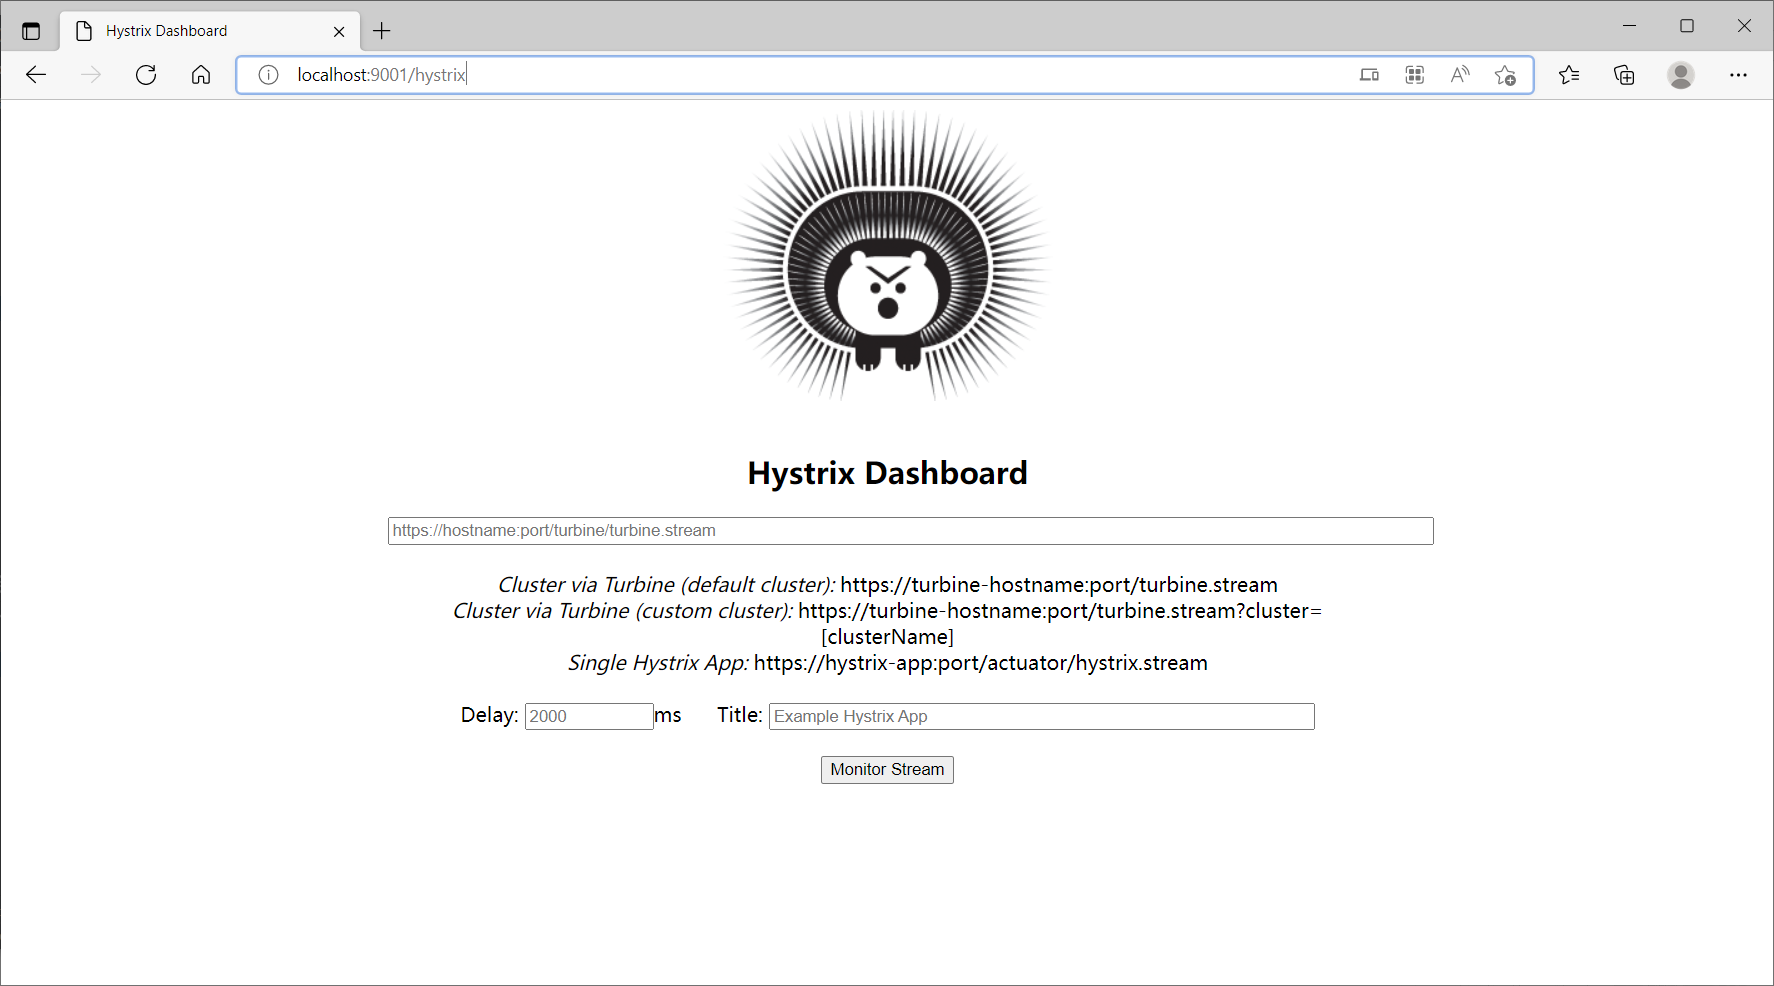 Hystrix Dashboard
localhost:9001/hystrix
Hystrix Dashboard
https://hostname:port/turbine/turbine.stream
Cluster via Turbine (default cluster): https://turbine-hostname:port/turbine.stream
Cluster via Turbine (custom cluster): https://turbine-hostname:port/turbine.stream?cluster=
[clusterName]
Single Hystrix App: https://hystrix-app:port/actuator/hystrix.stream
Delay: 2000 ms Title: Example Hystrix App
Monitor Stream